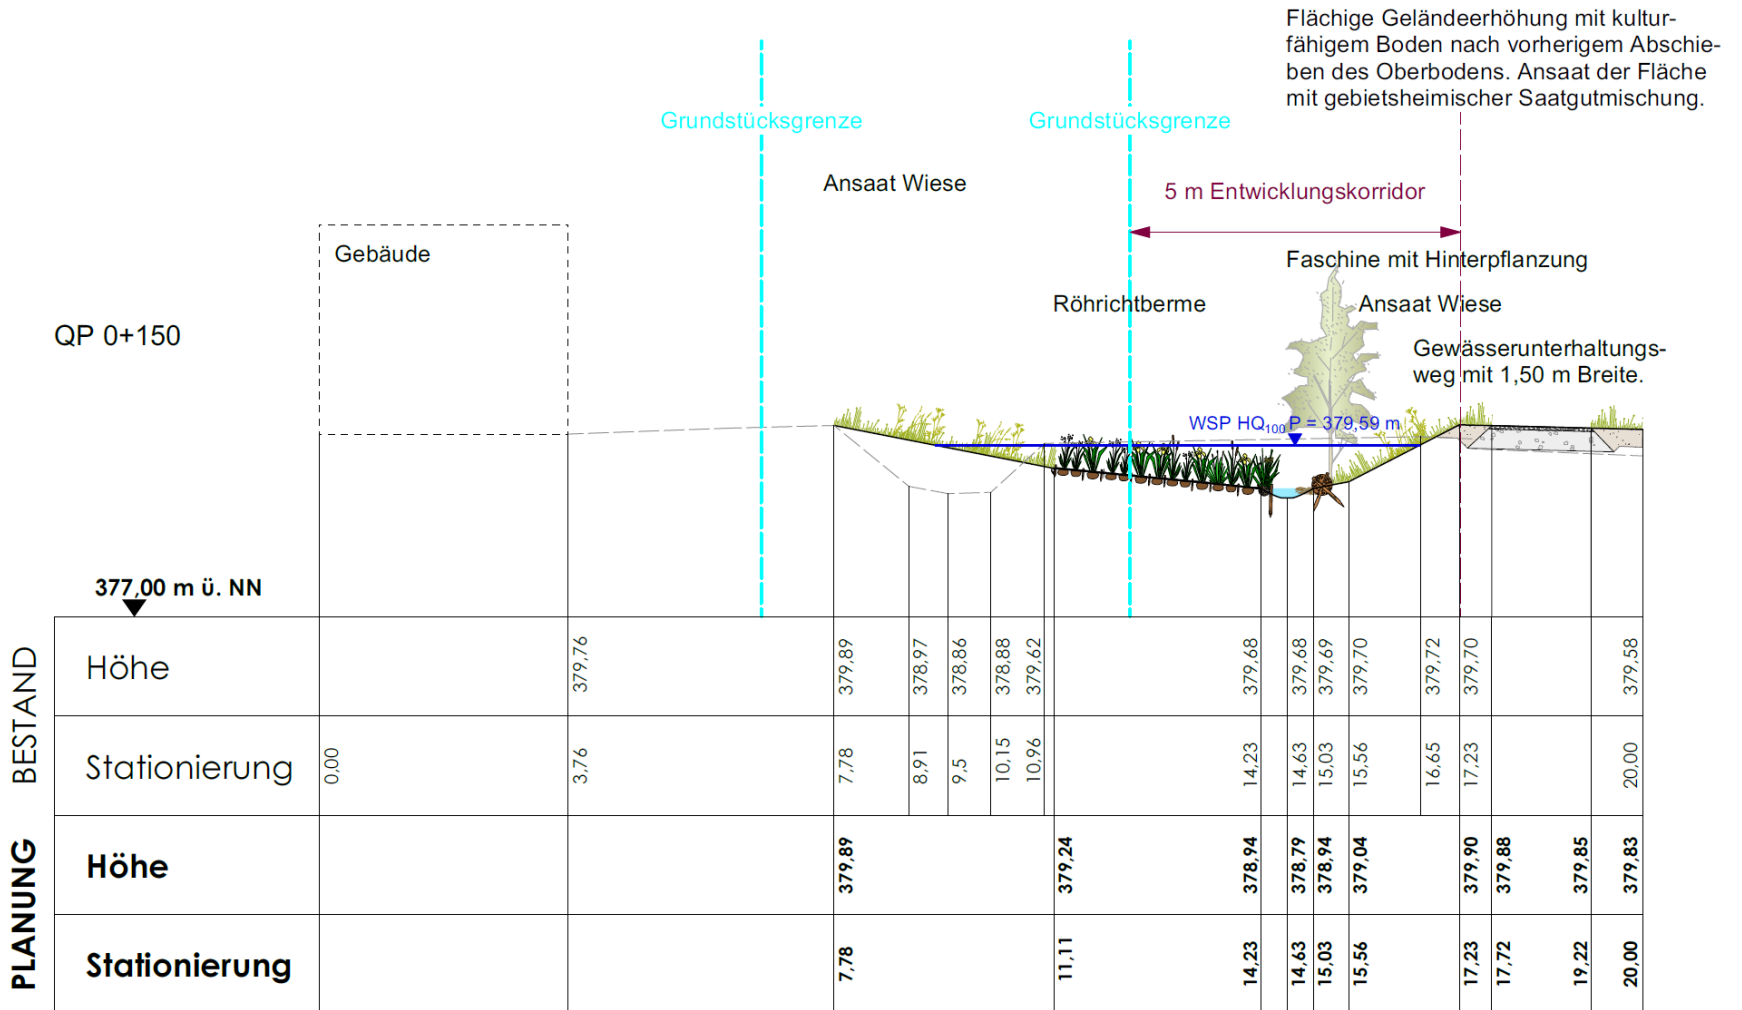 Flächige Geländeerhöhung mit kultur-
fähigem Boden nach vorherigem Abschie-
ben des Oberbodens. Ansaat der Fläche
mit gebietsheimischer Saatgutmischung.
Grundstücksgrenze
Grundstücksgrenze
Ansaat Wiese
5 m Entwicklungskorridor
Gebäude
Faschine mit Hinterpflanzung
Röhrichtberme
Ansaat Wiese
QP 0+150
Gewässerunterhaltungs-
weg mit 1,50 m Breite.
WSP HQ100 P = 379,59 m
377,00 m ü. NN
BESTAND
Höhe
379,76
379,89
378,97
378,86
378,88
379,62
379,68
379,68
379,69
379,70
379,72
379,70
379,58
Stationierung
0,00
3,76
7,78
8,91
9,5
10,15
10,96
14,23
14,63
15,03
15,56
16,65
17,23
20,00
PLANUNG
Höhe
379,89
379,24
378,94
378,79
378,94
379,04
379,90
379,88
379,85
379,83
Stationierung
7,78
11,11
14,23
14,63
15,03
15,56
17,23
17,72
19,22
20,00